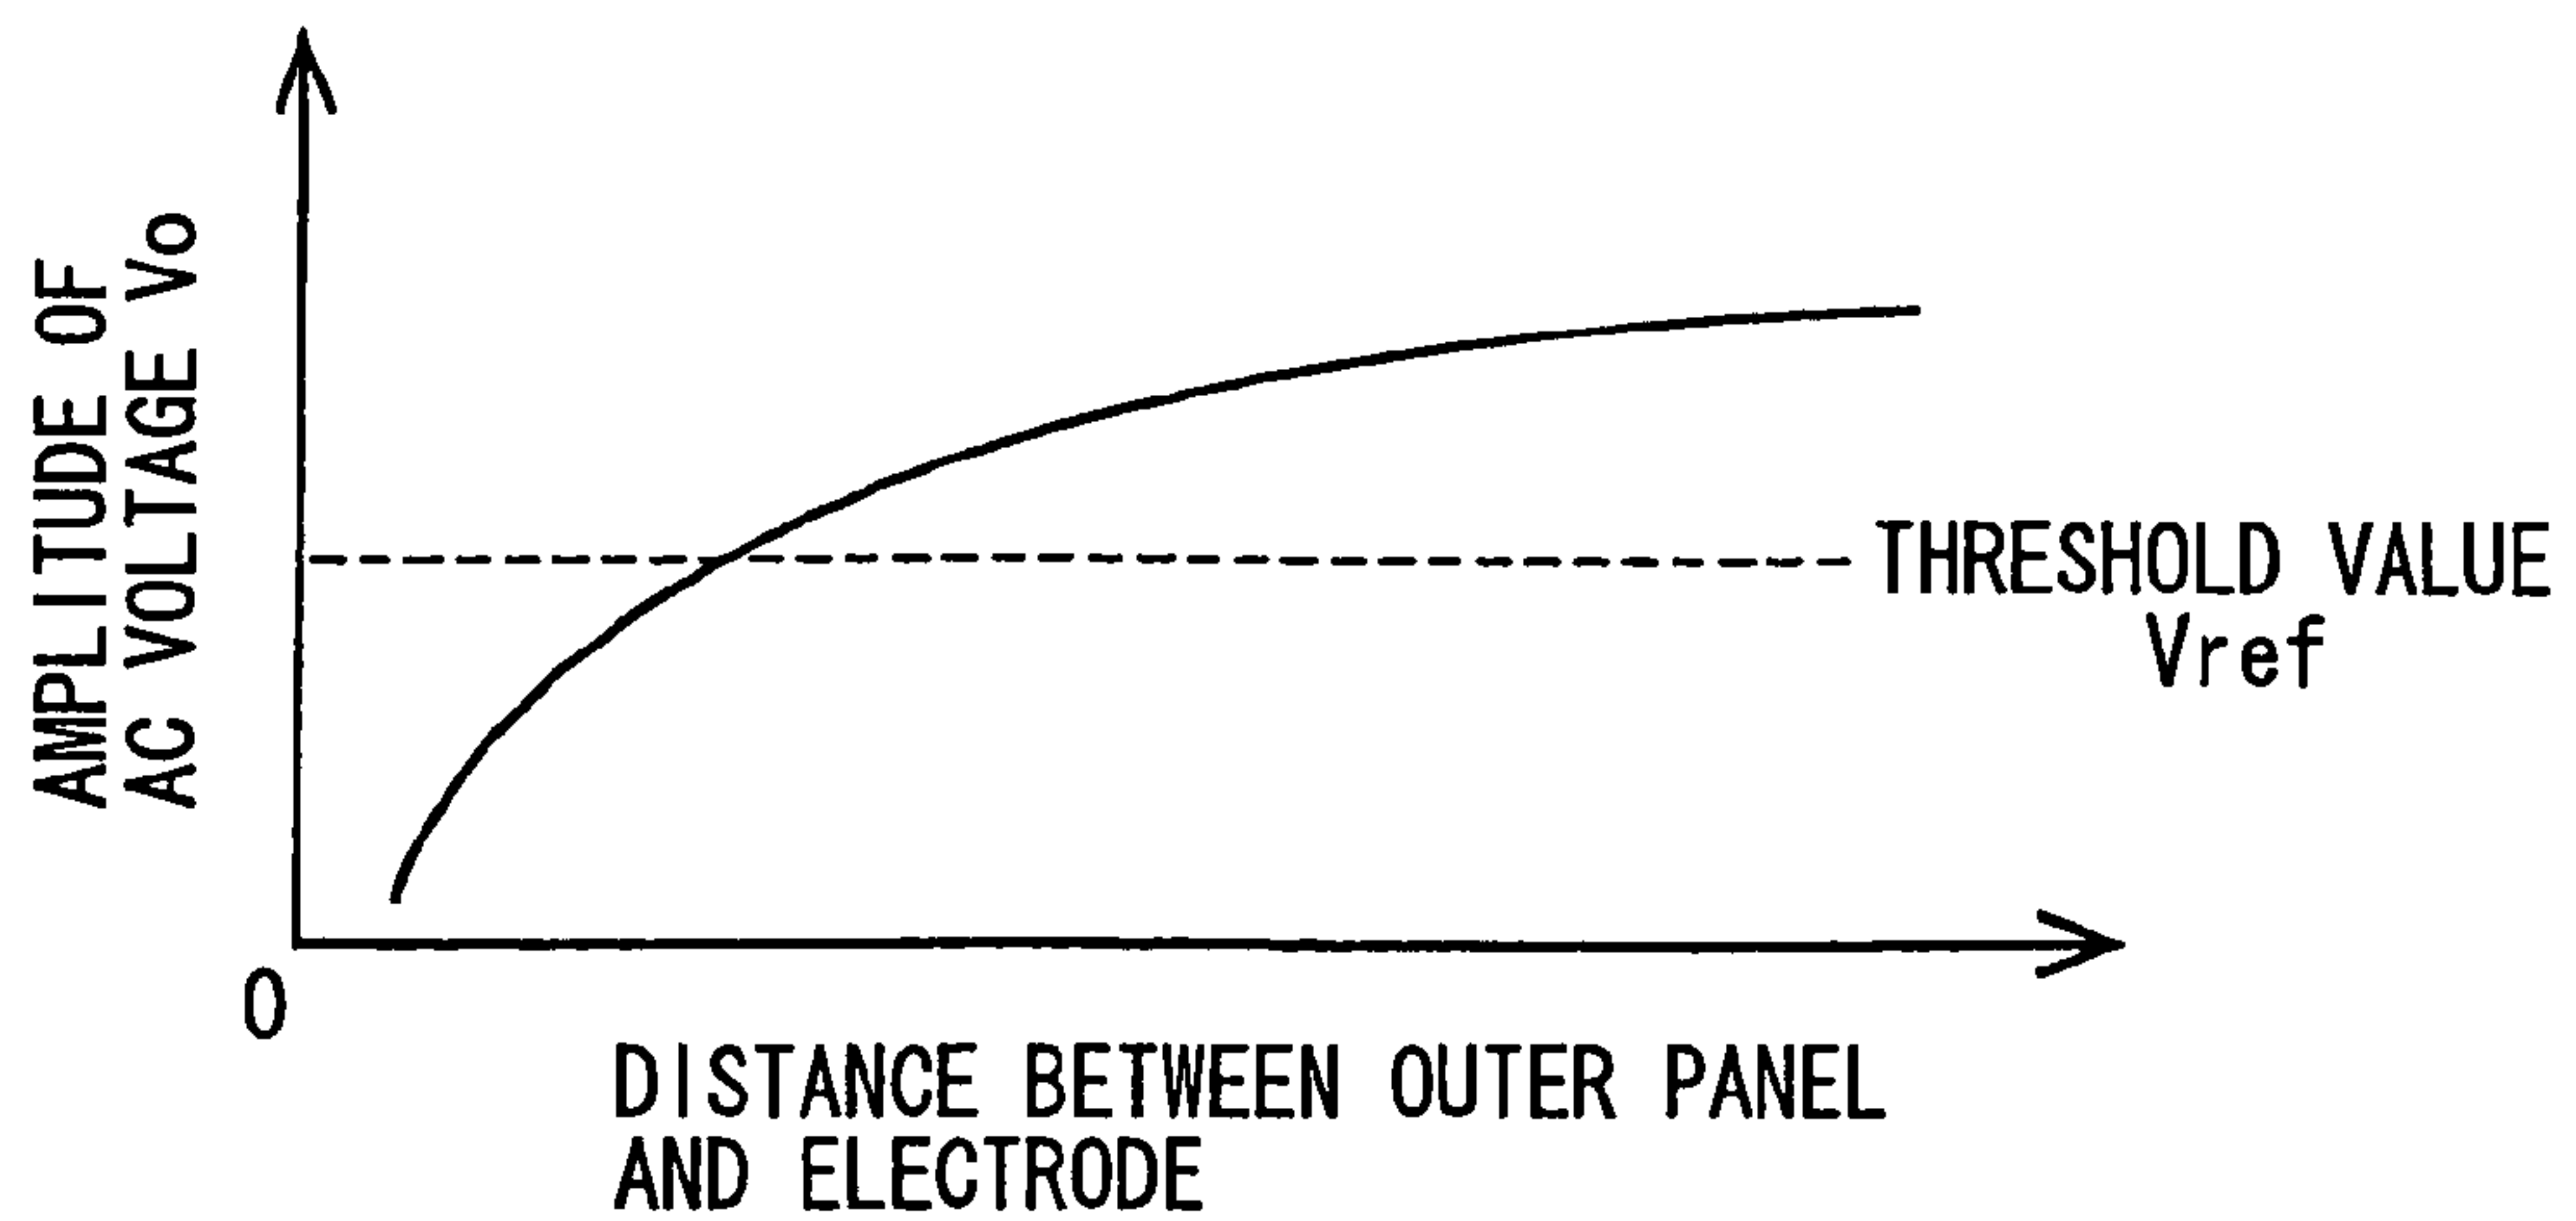 AMPLITUDE OF
AC VOLTAGE Vo
THRESHOLD VALUE
Vref
0
DISTANCE BETWEEN OUTER PANEL
AND ELECTRODE